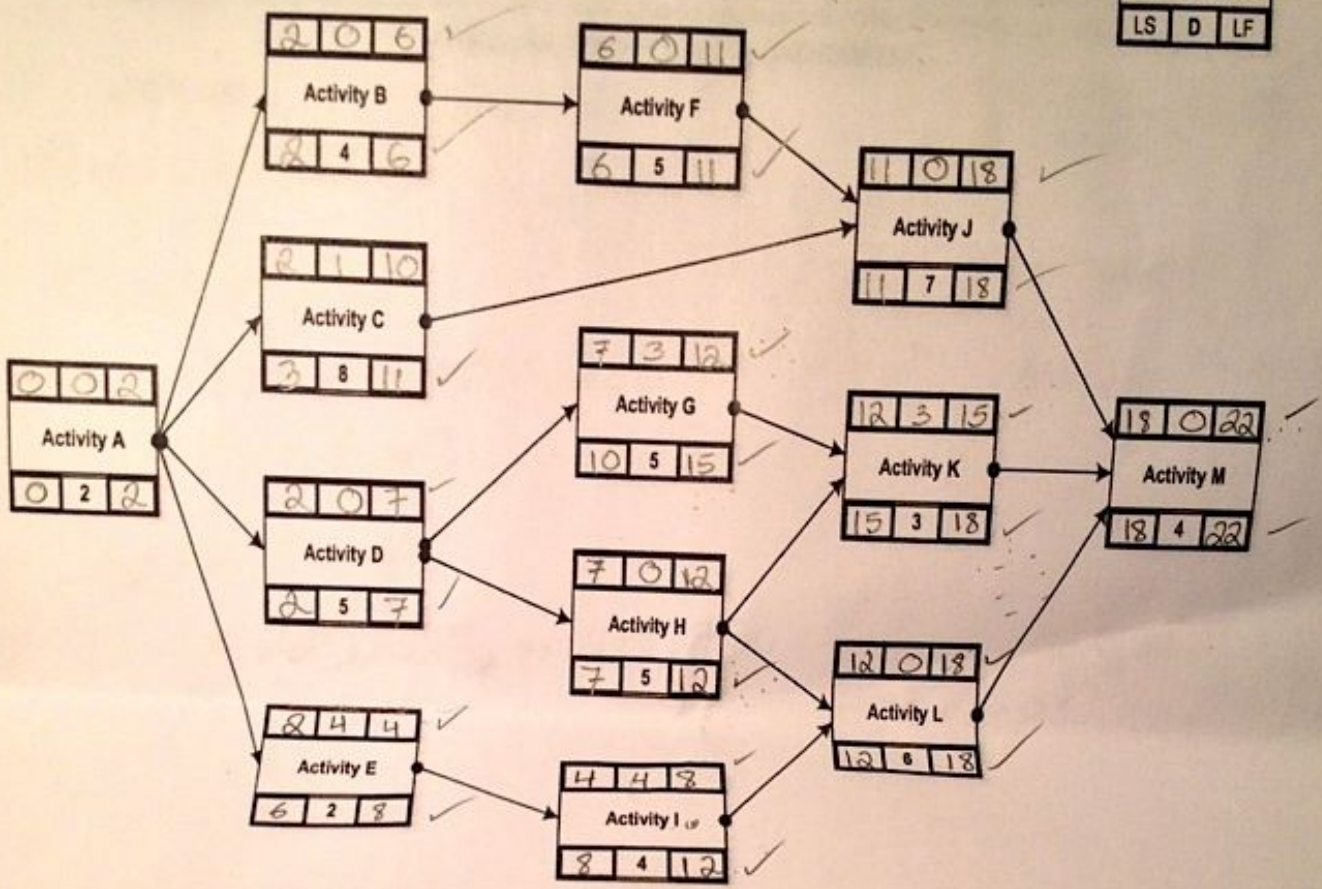 LS D LF
2 0 6
Activity B
2 4 6
6 0 11
Activity F
6 5 11
11 0 18
Activity J
11 7 18
2 1 10
Activity C
3 8 11
0 0 2
Activity A
0 2 2
7 3 12
Activity G
10 5 15
12 3 15
Activity K
15 3 18
18 0 22
Activity M
18 4 22
2 0 7
Activity D
2 5 7
7 0 12
Activity H
7 5 12
12 0 18
Activity L
12 6 18
2 4 4
Activity E
6 2 8
4 4 8
Activity I
8 4 12